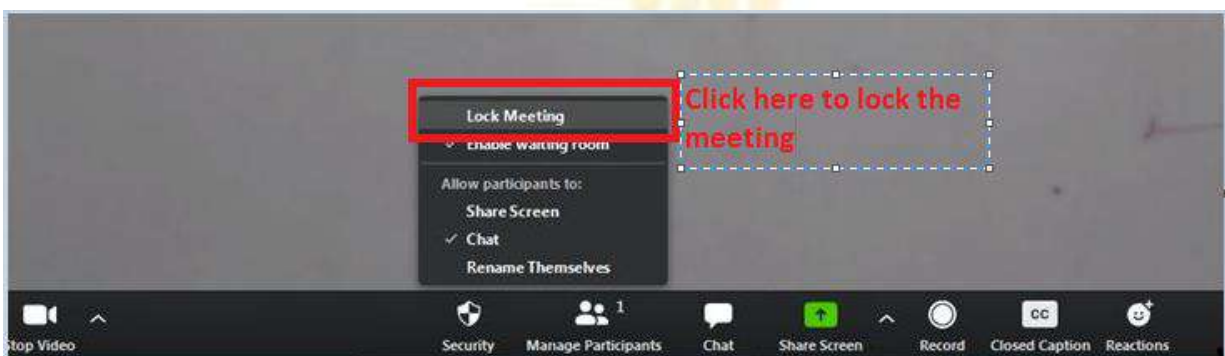 Lock Meeting
Click here to lock the
meeting
✓ Enable waiting room
Allow participants to:
Share Screen
✓ Chat
Rename Themselves
1
Stop Video
Security
Manage Participants
Chat
Share Screen
Record
CC
Closed Caption
Reactions